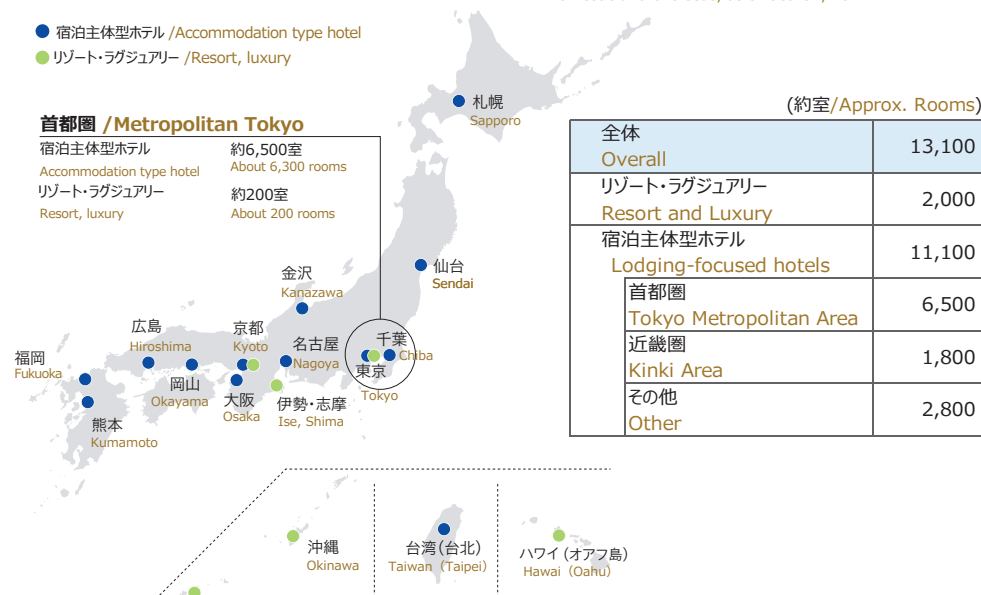 宿泊主体型ホテル /Accommodation type hotel
リゾート・ラグジュアリー /Resort, luxury
首都圏 /Metropolitan Tokyo
宿泊主体型ホテル 約6,500室
Accommodation type hotel About 6,300 rooms
リゾート・ラグジュアリー 約200室
Resort, luxury About 200 rooms
(約室/Approx. Rooms)
全体
Overall
13,100
リゾート・ラグジュアリー
Resort and Luxury
2,000
宿泊主体型ホテル
Lodging-focused hotels
11,100
首都圏
Tokyo Metropolitan Area
6,500
近畿圏
Kinki Area
1,800
その他
Other
2,800
札幌
Sapporo
仙台
Sendai
金沢
Kanazawa
広島
Hiroshima
京都
Kyoto
名古屋
Nagoya
千葉
Chiba
東京
Tokyo
福岡
Fukuoka
岡山
Okayama
大阪
Osaka
伊勢・志摩
Ise, Shima
熊本
Kumamoto
沖縄
Okinawa
台湾(台北)
Taiwan（Taipei）
ハワイ(オアフ島)
Hawai（Oahu）